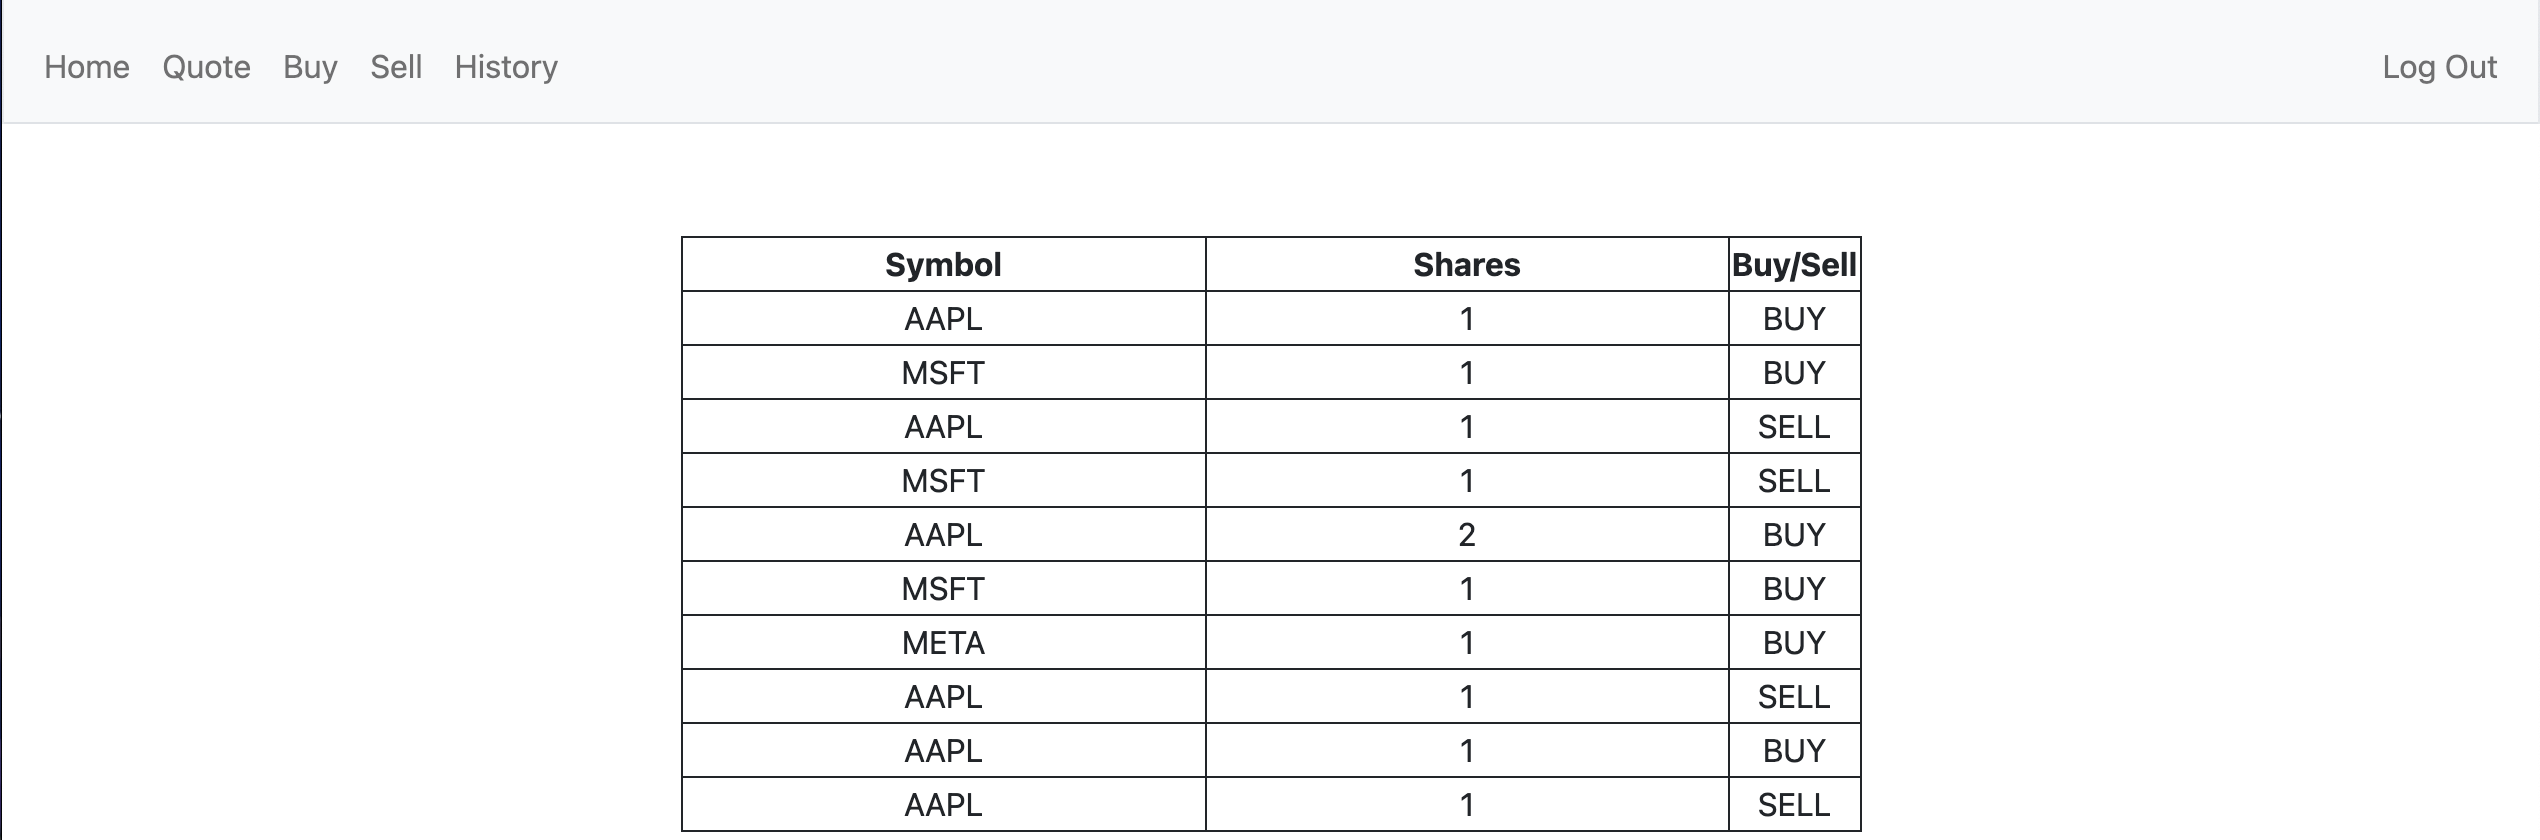 Home Quote Buy Sell History Log Out
Symbol Shares Buy/Sell
AAPL 1 BUY
MSFT 1 BUY
AAPL 1 SELL
MSFT 1 SELL
AAPL 2 BUY
MSFT 1 BUY
META 1 BUY
AAPL 1 SELL
AAPL 1 BUY
AAPL 1 SELL